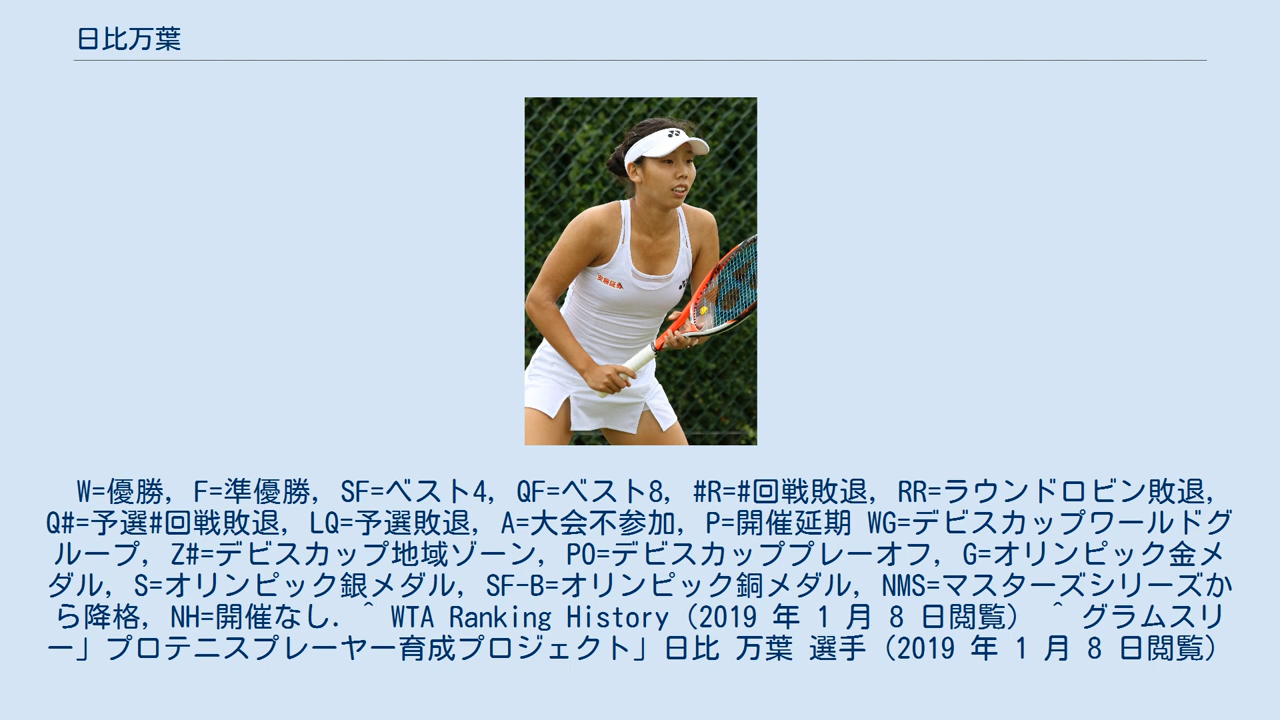 日比万葉
安藤証券
W=優勝, F=準優勝, SF=ベスト4, QF=ベスト8, #R=#回戦敗退, RR=ラウンドロビン敗退,
Q#=予選#回戦敗退, LQ=予選敗退, A=大会不参加, P=開催延期 WG=デビスカップワールドグ
ループ, Z#=デビスカップ地域ゾーン, PO=デビスカッププレーオフ, G=オリンピック金メ
ダル, S=オリンピック銀メダル, SF-B=オリンピック銅メダル, NMS=マスターズシリーズか
ら降格, NH=開催なし. ^ WTA Ranking History（2019 年 1 月 8 日閲覧） ^ グラムスリ
ー」プロテニスプレーヤー育成プロジェクト」日比 万葉 選手（2019 年 1 月 8 日閲覧）